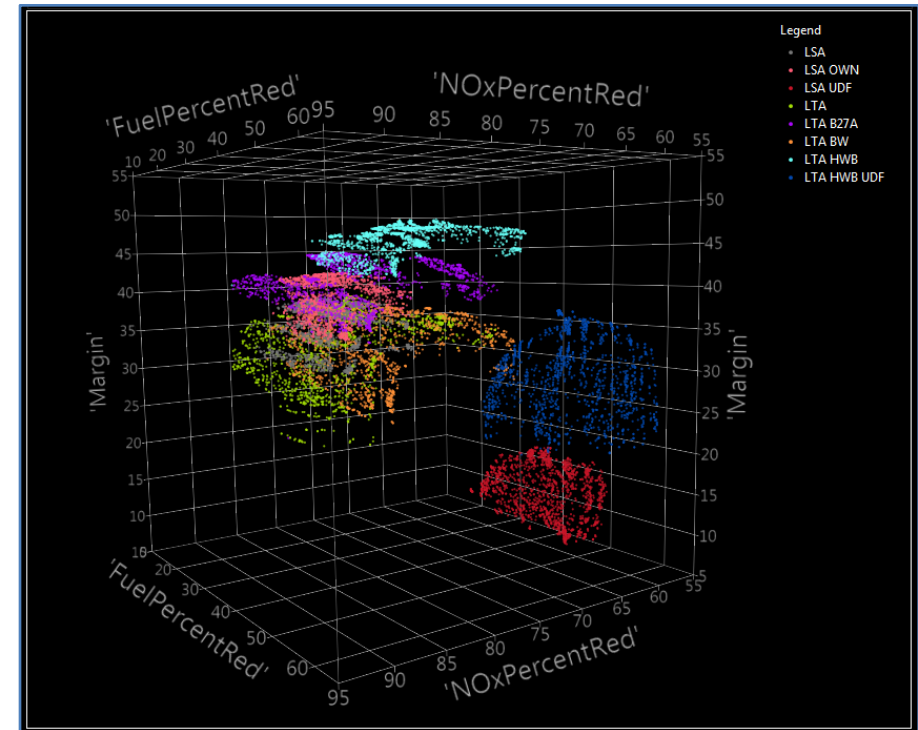 Legend
LSA
LSA OWN
LSA UDF
LTA
LTA B27A
LTA BW
LTA HWB
LTA HWB UDF
'FuelPercentRed'
'NOxPercentRed'
10 20 30 40 50 60
95 90 85 80 75 70 65 60 55
55
50
45
40
35
30
25
20
15
10
'Margin'
55
50
45
40
35
30
25
20
15
10
5
'Margin'
10
20
30
40
50
60
'FuelPercentRed'
95
90
85
80
75
70
65
60
55
'NOxPercentRed'